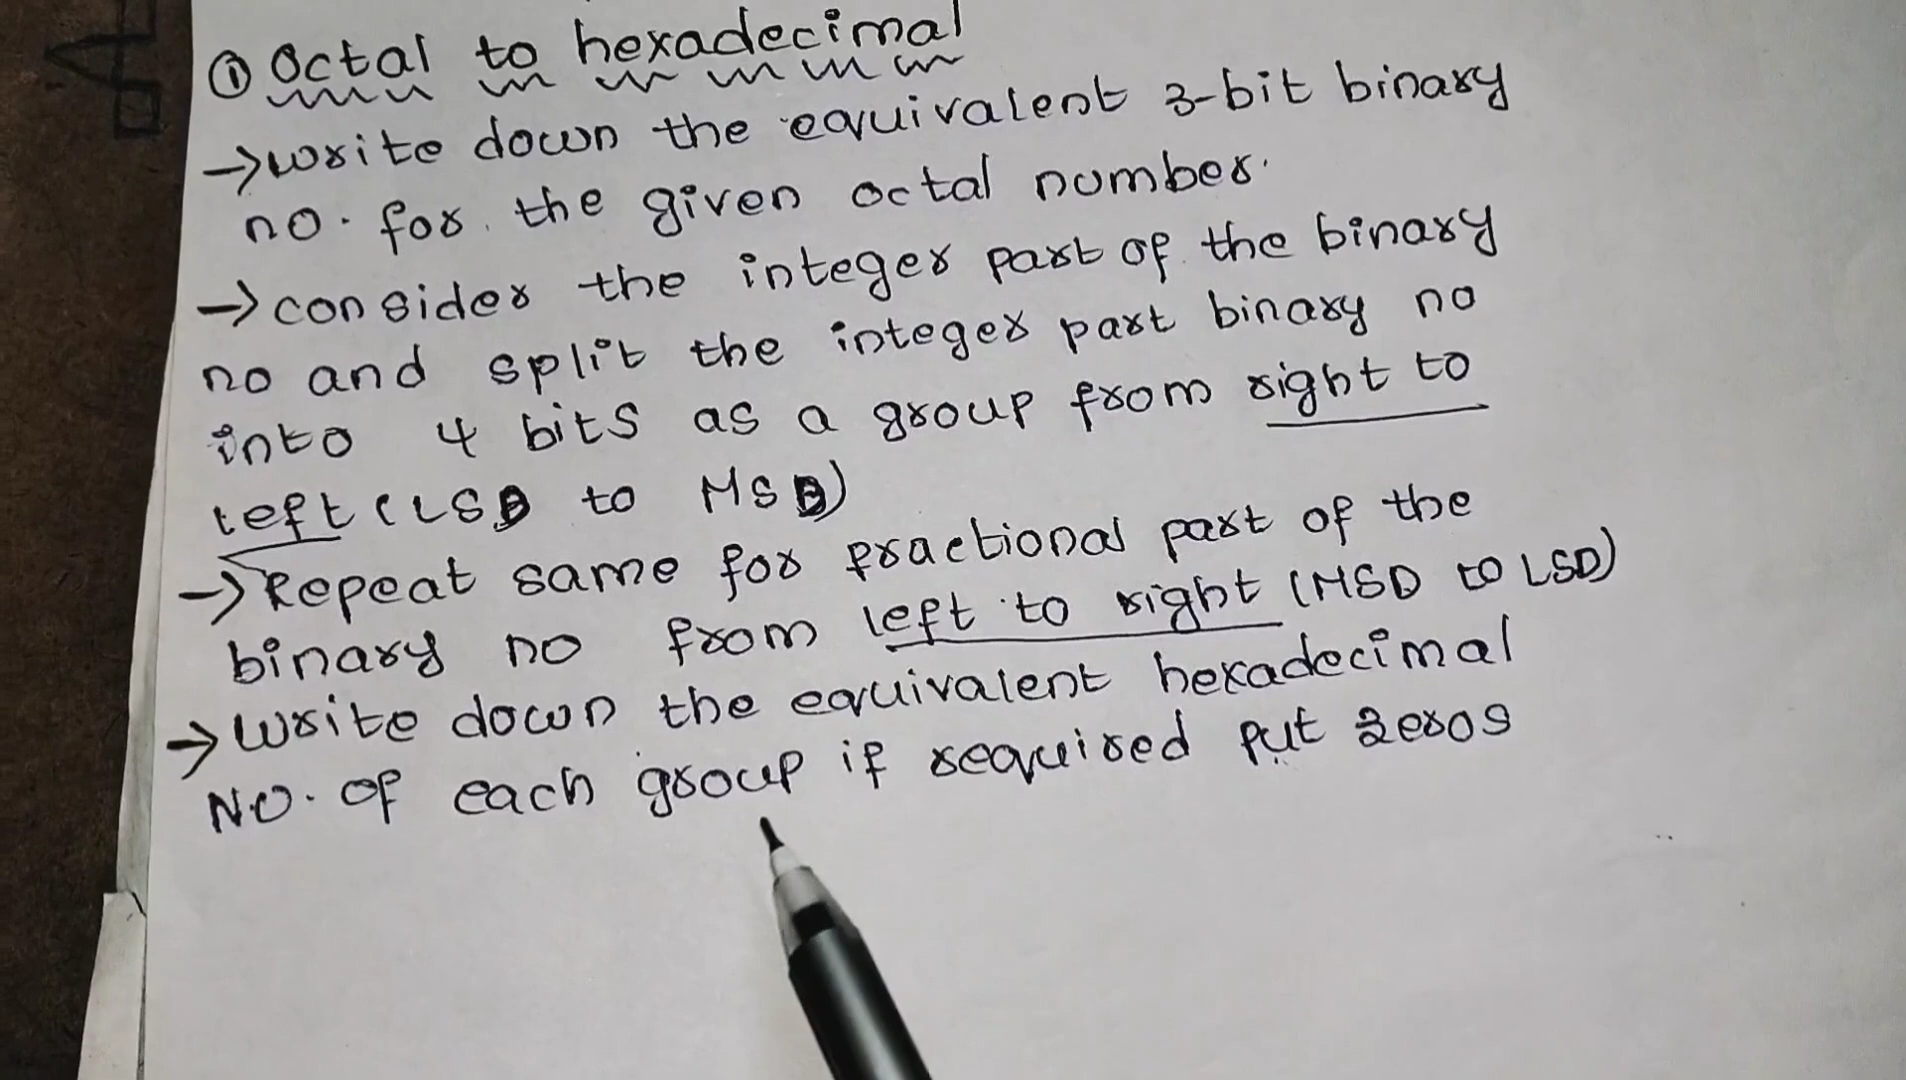 ① Octal to hexadecimal
→ write down the equivalent 3-bit binary
no. for the given octal number.
→ consider the integer part of the binary
no and split the integer part binary no
into 4 bits as a group from right to
left (LSD to MSD)
→ Repeat same for fractional part of the
binary no from left to right (MSD to LSD)
→ write down the equivalent hexadecimal
No. of each group if required put zeros